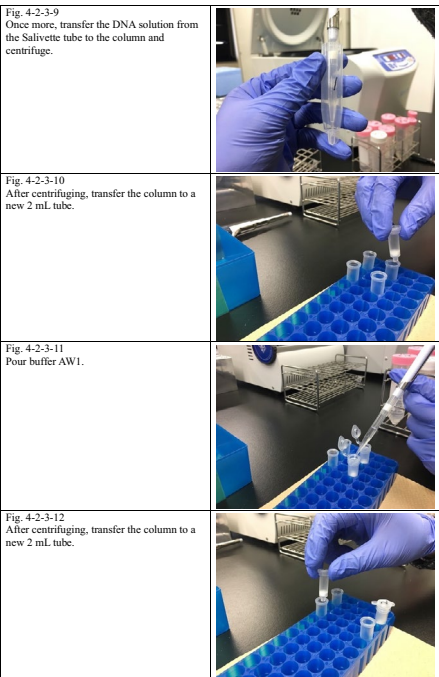 Fig. 4-2-3-9
Once more, transfer the DNA solution from
the Salivette tube to the column and
centrifuge.
Fig. 4-2-3-10
After centrifuging, transfer the column to a
new 2 mL tube.
Fig. 4-2-3-11
Pour buffer AW1.
Fig. 4-2-3-12
After centrifuging, transfer the column to a
new 2 mL tube.